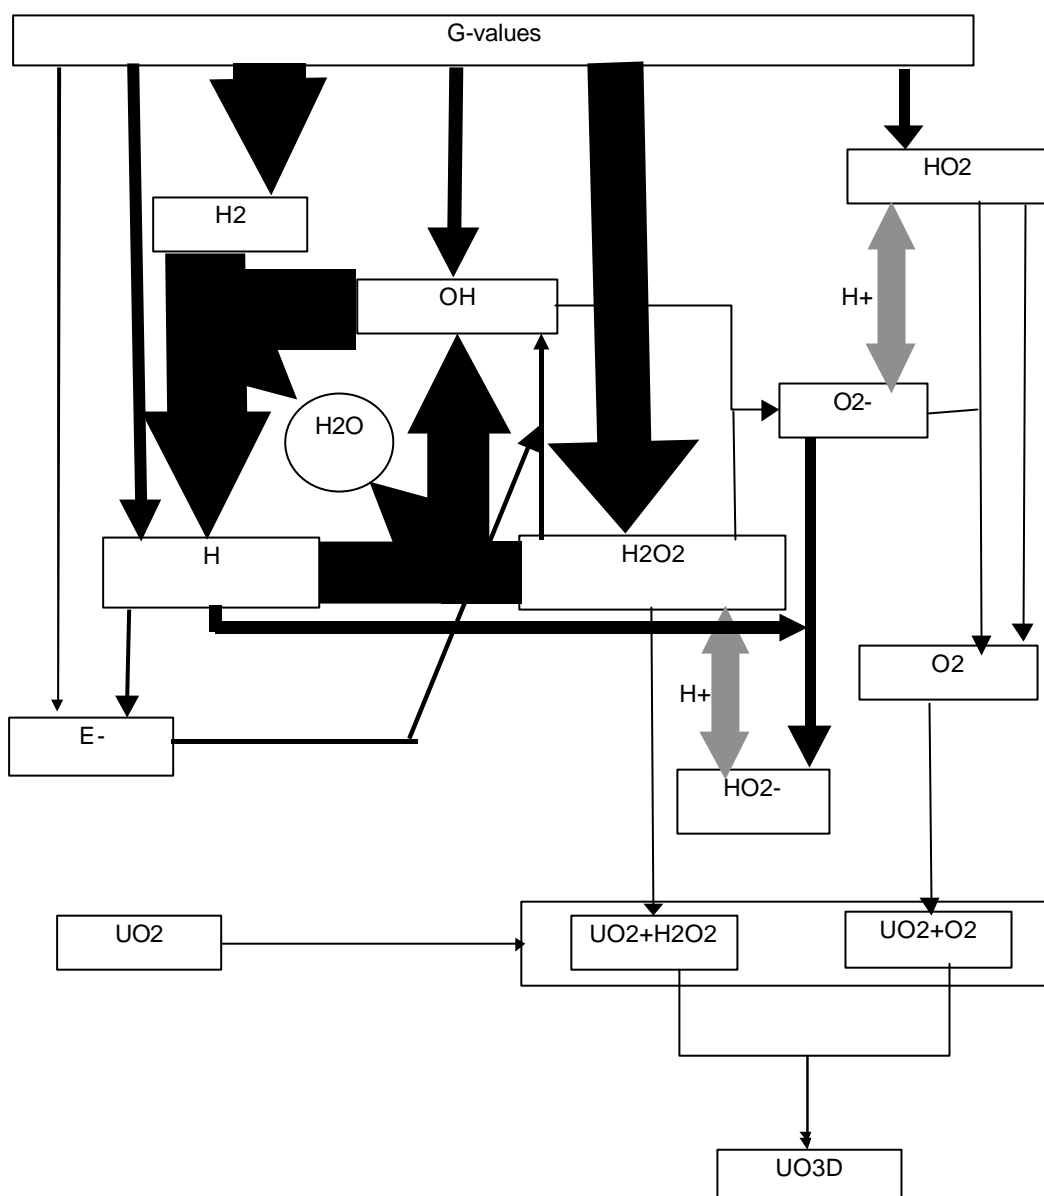 G-values
HO2
H2
OH
H+
O2-
H2O
H
H2O2
O2
H+
E-
HO2-
UO2
UO2+H2O2
UO2+O2
UO3D